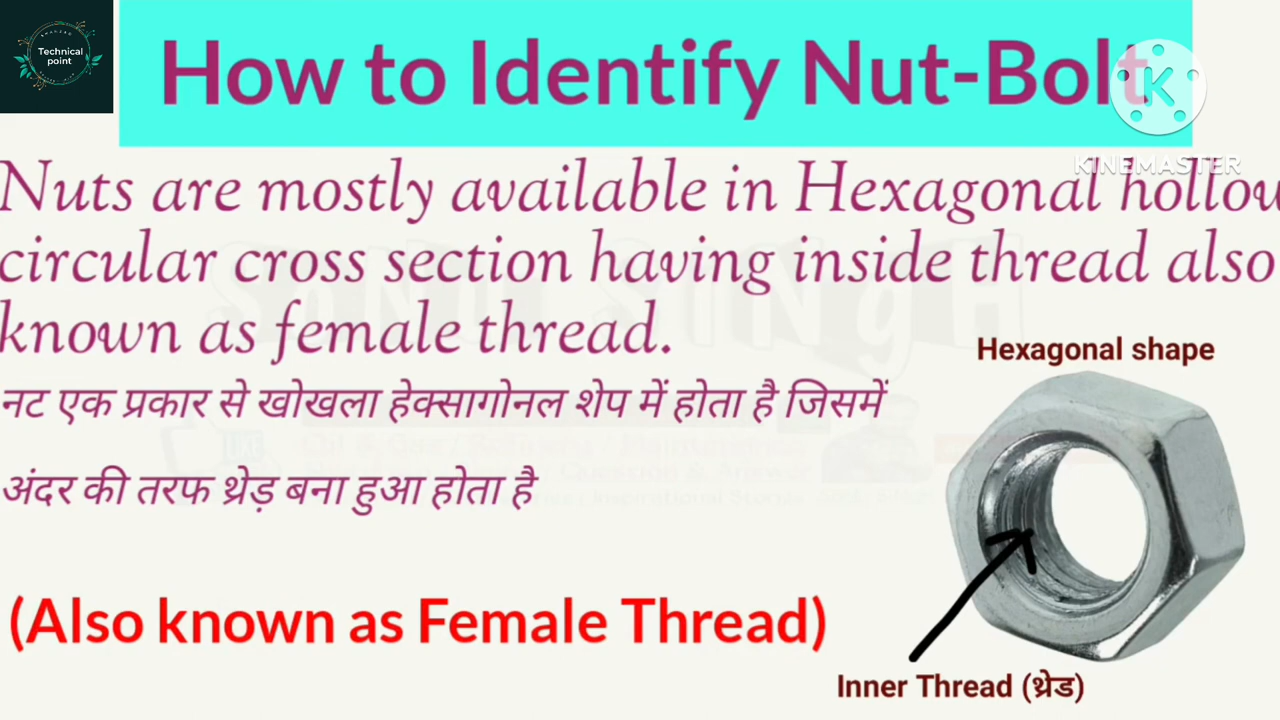 Technical
point
How to Identify Nut-Bolt
KINEMASTER
Nuts are mostly available in Hexagonal hollow
circular cross section having inside thread also
known as female thread.
नट एक प्रकार से खोखला हेक्सागोनल शेप में होता है जिसमें
अंदर की तरफ थ्रेड़ बना हुआ होता है
Hexagonal shape
(Also known as Female Thread)
Inner Thread (थ्रेड)